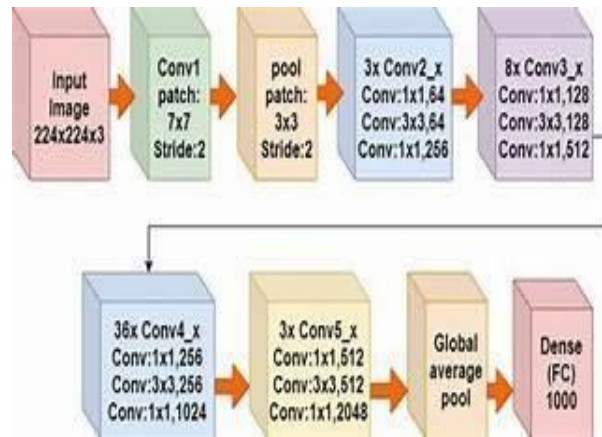 Input
Image
224x224x3
Conv1
patch:
7x7
Stride:2
pool
patch:
3x3
Stride:2
3x Conv2_x
Conv:1x1,64
Conv:3x3,64
Conv:1x1,256
8x Conv3_x
Conv:1x1,128
Conv:3x3,128
Conv:1x1,512
36x Conv4_x
Conv:1x1,256
Conv:3x3,256
Conv:1x1,1024
3x Conv5_x
Conv:1x1,512
Conv:3x3,512
Conv:1x1,2048
Global
average
pool
Dense
(FC)
1000